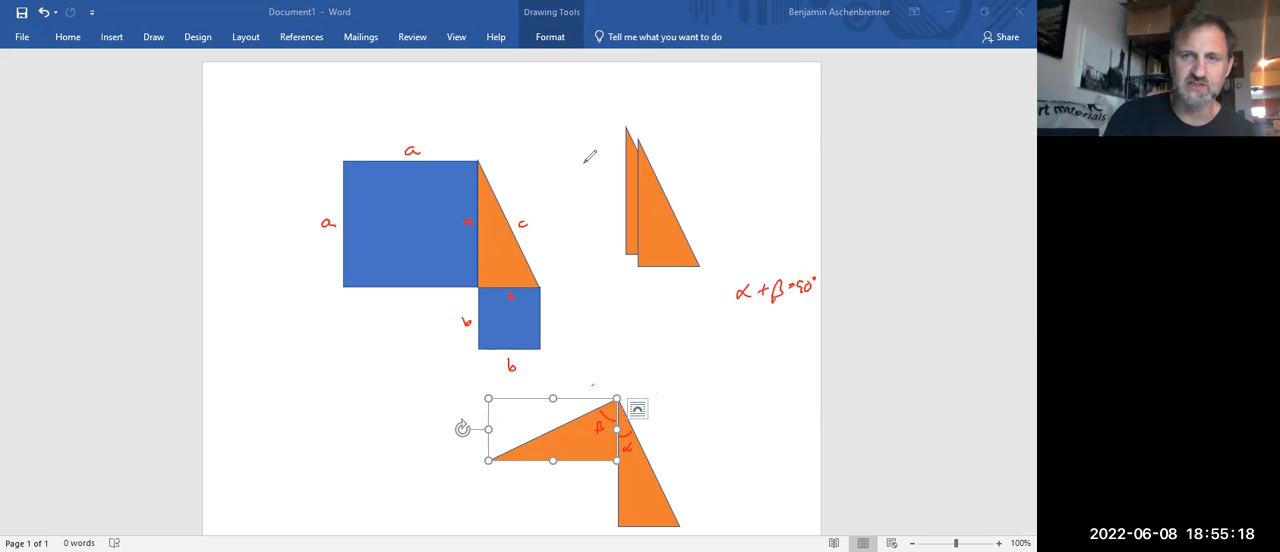 Document1 - Word
Drawing Tools
Benjamin Aschenbrenner
File Home Insert Draw Design Layout References Mailings Review View Help Format Tell me what you want to do Share
a
a a c
b
b
b
α + β = 90°
β
α
rt materials
Page 1 of 1 0 words 100%
2022-06-08 18:55:18